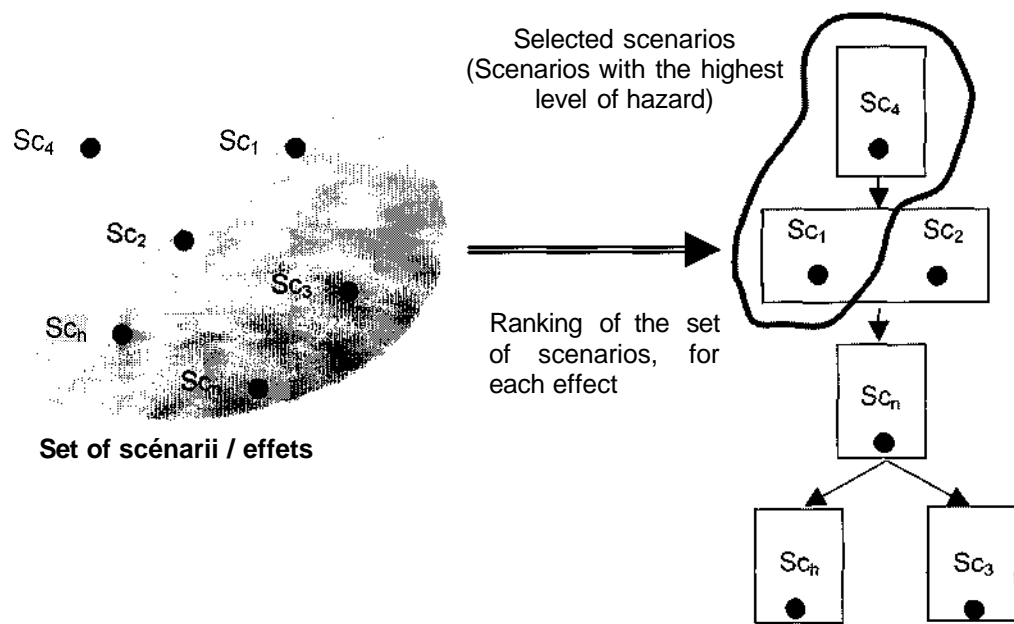 Selected scenarios
(Scenarios with the highest
level of hazard)
Sc4
Sc1
Sc2
Sc3
Sch
Scn
Set of scénarii / effets
Ranking of the set
of scenarios, for
each effect
Sc4
Sc1
Sc2
Scn
Sch
Sc3